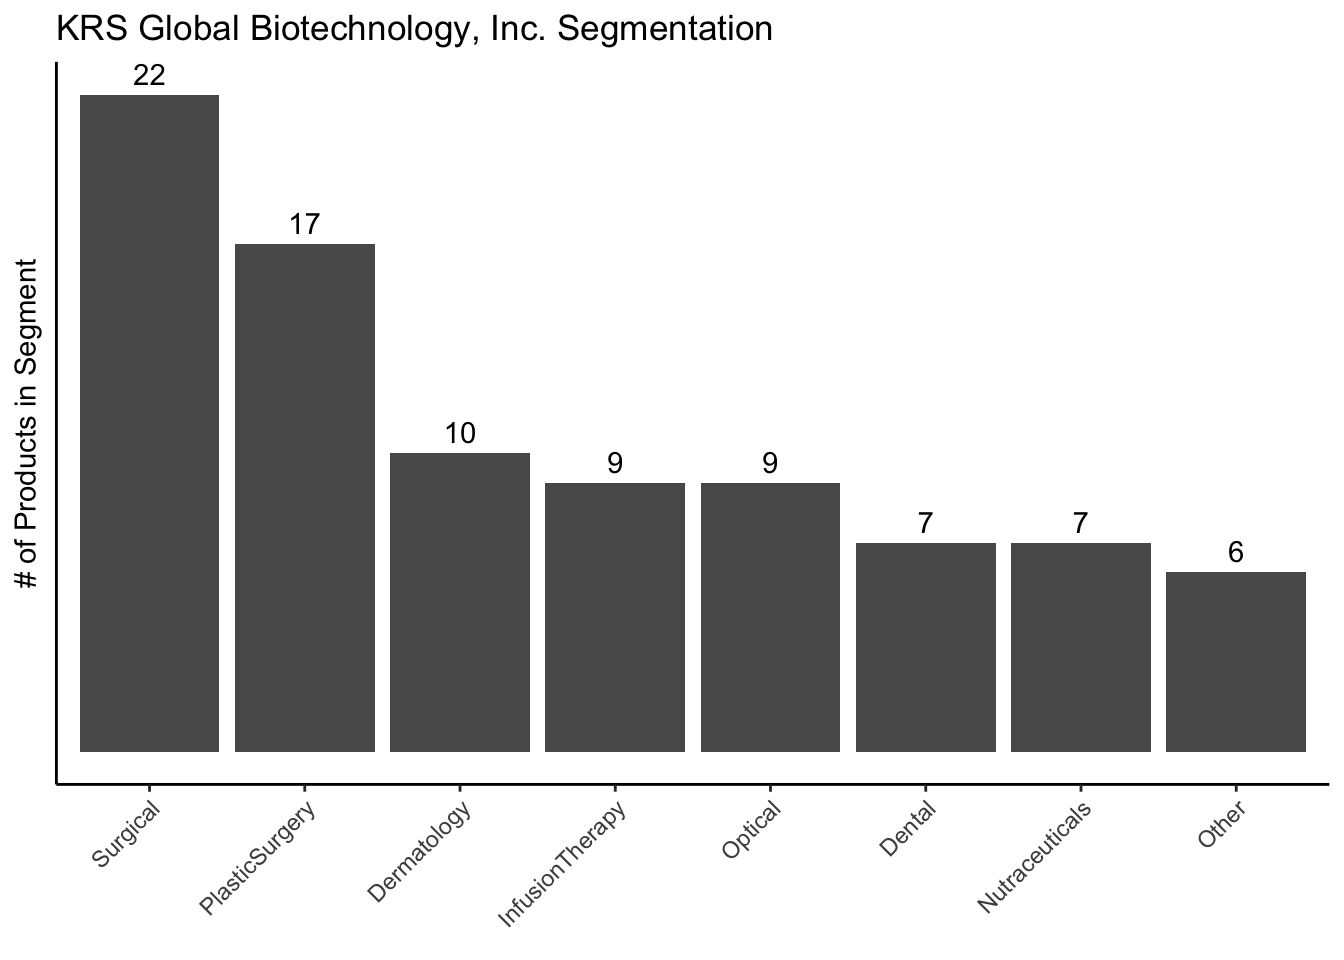 KRS Global Biotechnology, Inc. Segmentation
# of Products in Segment
22
17
10
9
9
7
7
6
Surgical
PlasticSurgery
Dermatology
InfusionTherapy
Optical
Dental
Nutraceuticals
Other